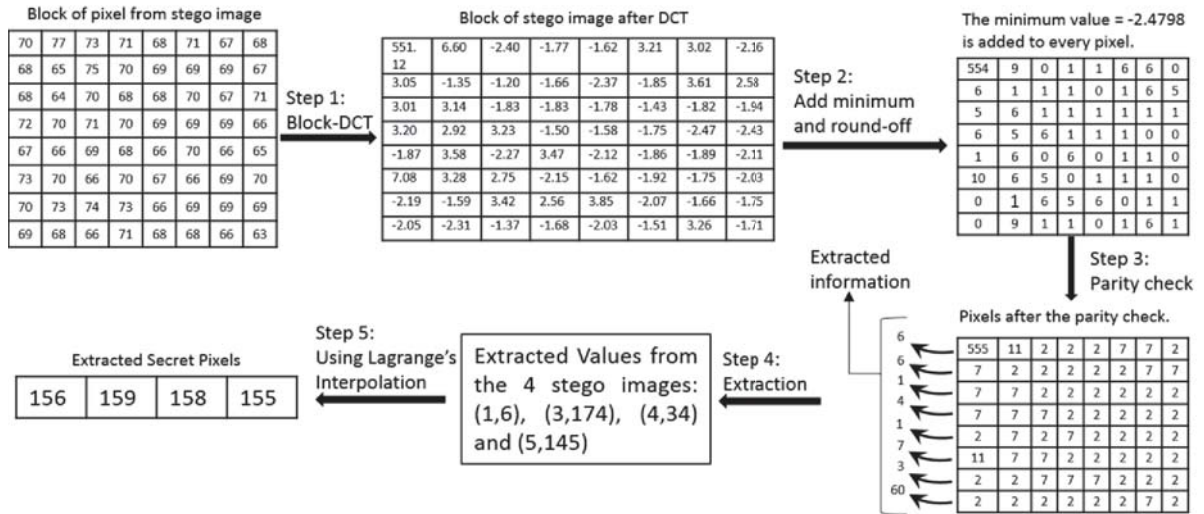 Block of pixel from stego image
70 77 73 71 68 71 67 68
68 65 75 70 69 69 69 67
68 64 70 68 68 70 67 71
72 70 71 70 69 69 69 66
67 66 69 68 66 70 66 65
73 70 66 70 67 66 69 70
70 73 74 73 66 69 69 69
69 68 66 71 68 68 66 63
Step 1:
Block-DCT
Block of stego image after DCT
551.
12 6.60 -2.40 -1.77 -1.62 3.21 3.02 -2.16
3.05 -1.35 -1.20 -1.66 -2.37 -1.85 3.61 2.58
3.01 3.14 -1.83 -1.83 -1.78 -1.43 -1.82 -1.94
3.20 2.92 3.23 -1.50 -1.58 -1.75 -2.47 -2.43
-1.87 3.58 -2.27 3.47 -2.12 -1.86 -1.89 -2.11
7.08 3.28 2.75 -2.15 -1.62 -1.92 -1.75 -2.03
-2.19 -1.59 3.42 2.56 3.85 -2.07 -1.66 -1.75
-2.05 -2.31 -1.37 -1.68 -2.03 -1.51 3.26 -1.71
Step 2:
Add minimum
and round-off
The minimum value = -2.4798
is added to every pixel.
554 9 0 1 1 6 6 0
6 1 1 1 0 1 6 5
5 6 1 1 1 1 1 1
6 5 6 1 1 1 0 0
1 6 0 6 0 1 1 0
10 6 5 0 1 1 1 0
0 1 6 5 6 0 1 1
0 9 1 1 0 1 6 1
Step 3:
Parity check
Pixels after the parity check.
555 11 2 2 2 7 7 2
7 2 2 2 2 2 7 7
7 7 2 2 2 2 2 2
7 7 7 2 2 2 2 2
2 7 2 7 2 2 2 2
11 7 7 2 2 2 2 2
2 2 7 7 7 2 2 2
2 2 2 2 2 2 7 2
Extracted
information
6
6
1
4
1
7
3
60
Step 4:
Extraction
Extracted Values from
the 4 stego images:
(1,6), (3,174), (4,34)
and (5,145)
Step 5:
Using Lagrange's
Interpolation
Extracted Secret Pixels
156 159 158 155